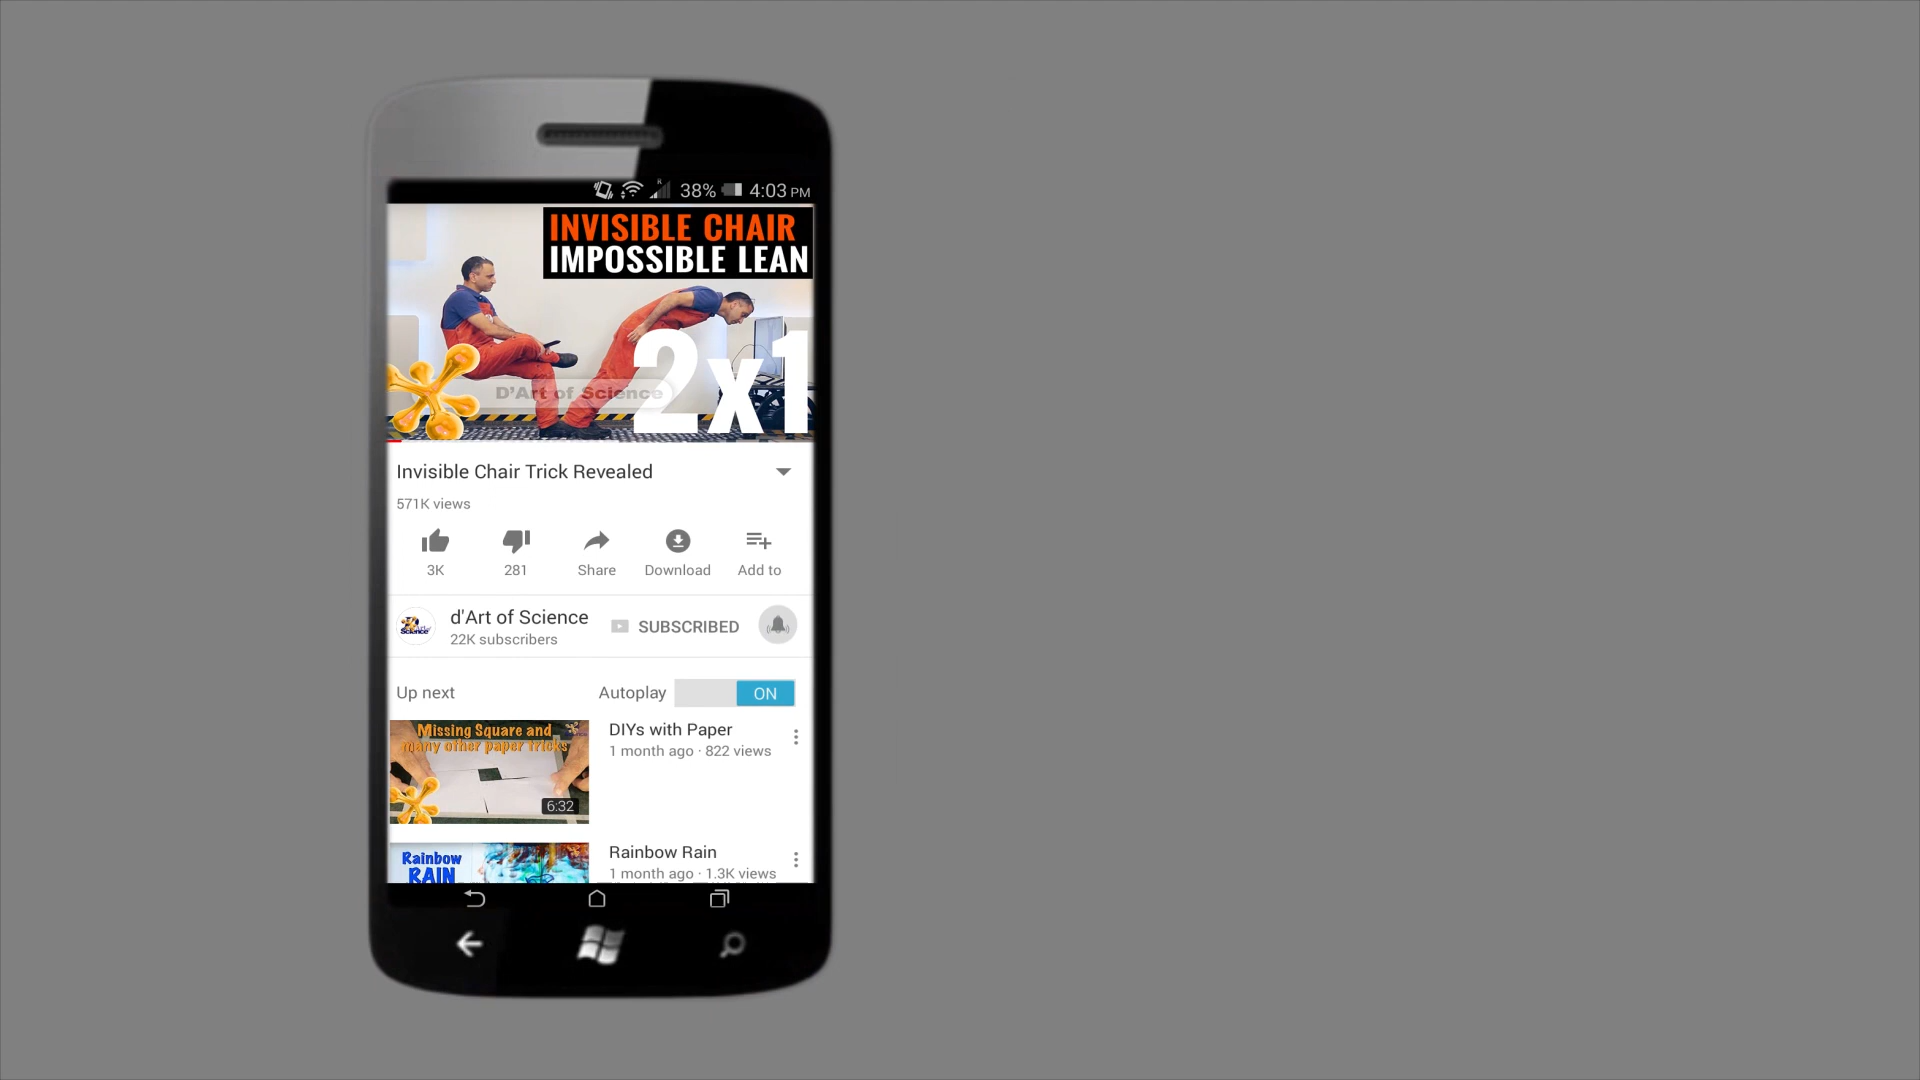 38% 4:03 PM
INVISIBLE CHAIR
IMPOSSIBLE LEAN
2x1
D'Art of Science
Invisible Chair Trick Revealed
571K views
3K 281 Share Download Add to
d'Art of Science
22K subscribers
SUBSCRIBED
Up next Autoplay ON
Missing Square and
many other paper tricks
6:32
DIYs with Paper
1 month ago · 822 views
Rainbow
RAIN
Rainbow Rain
1 month ago · 1.3K views